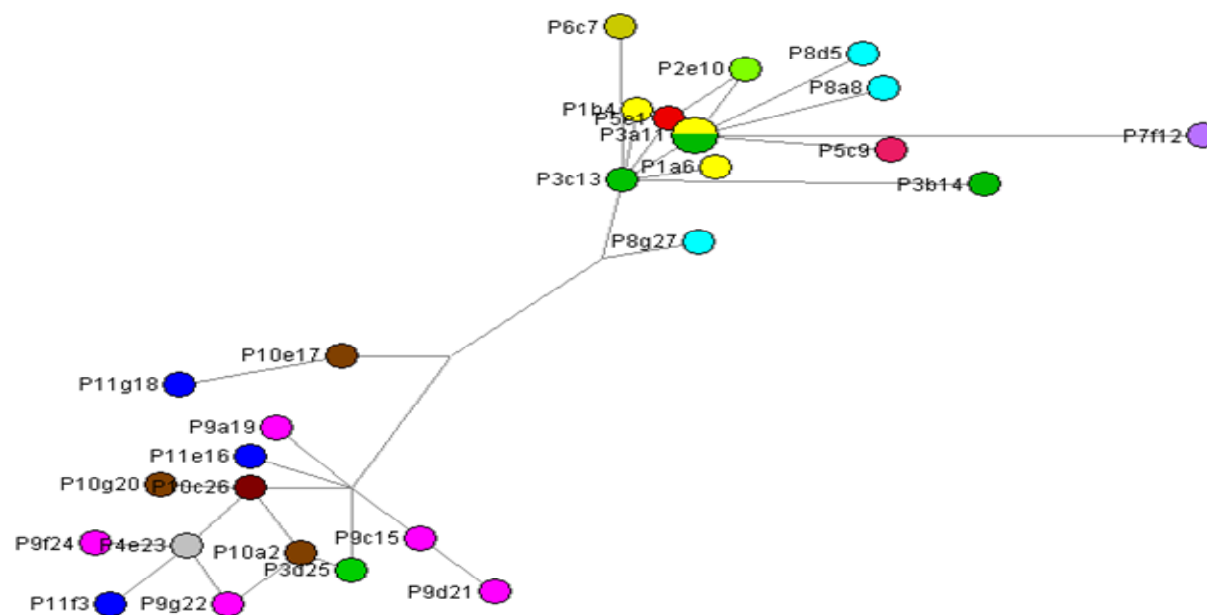 P6c7
P8d5
P2e10
P8a8
P1b4
P5e1
P3a11
P7f12
P5c9
P1a6
P3c13
P3b14
P8g27
P10e17
P11g18
P9a19
P11e16
P10g20
P10c26
P9c15
P9f24
P4e23
P10a2
P3d25
P9d21
P11f3
P9g22